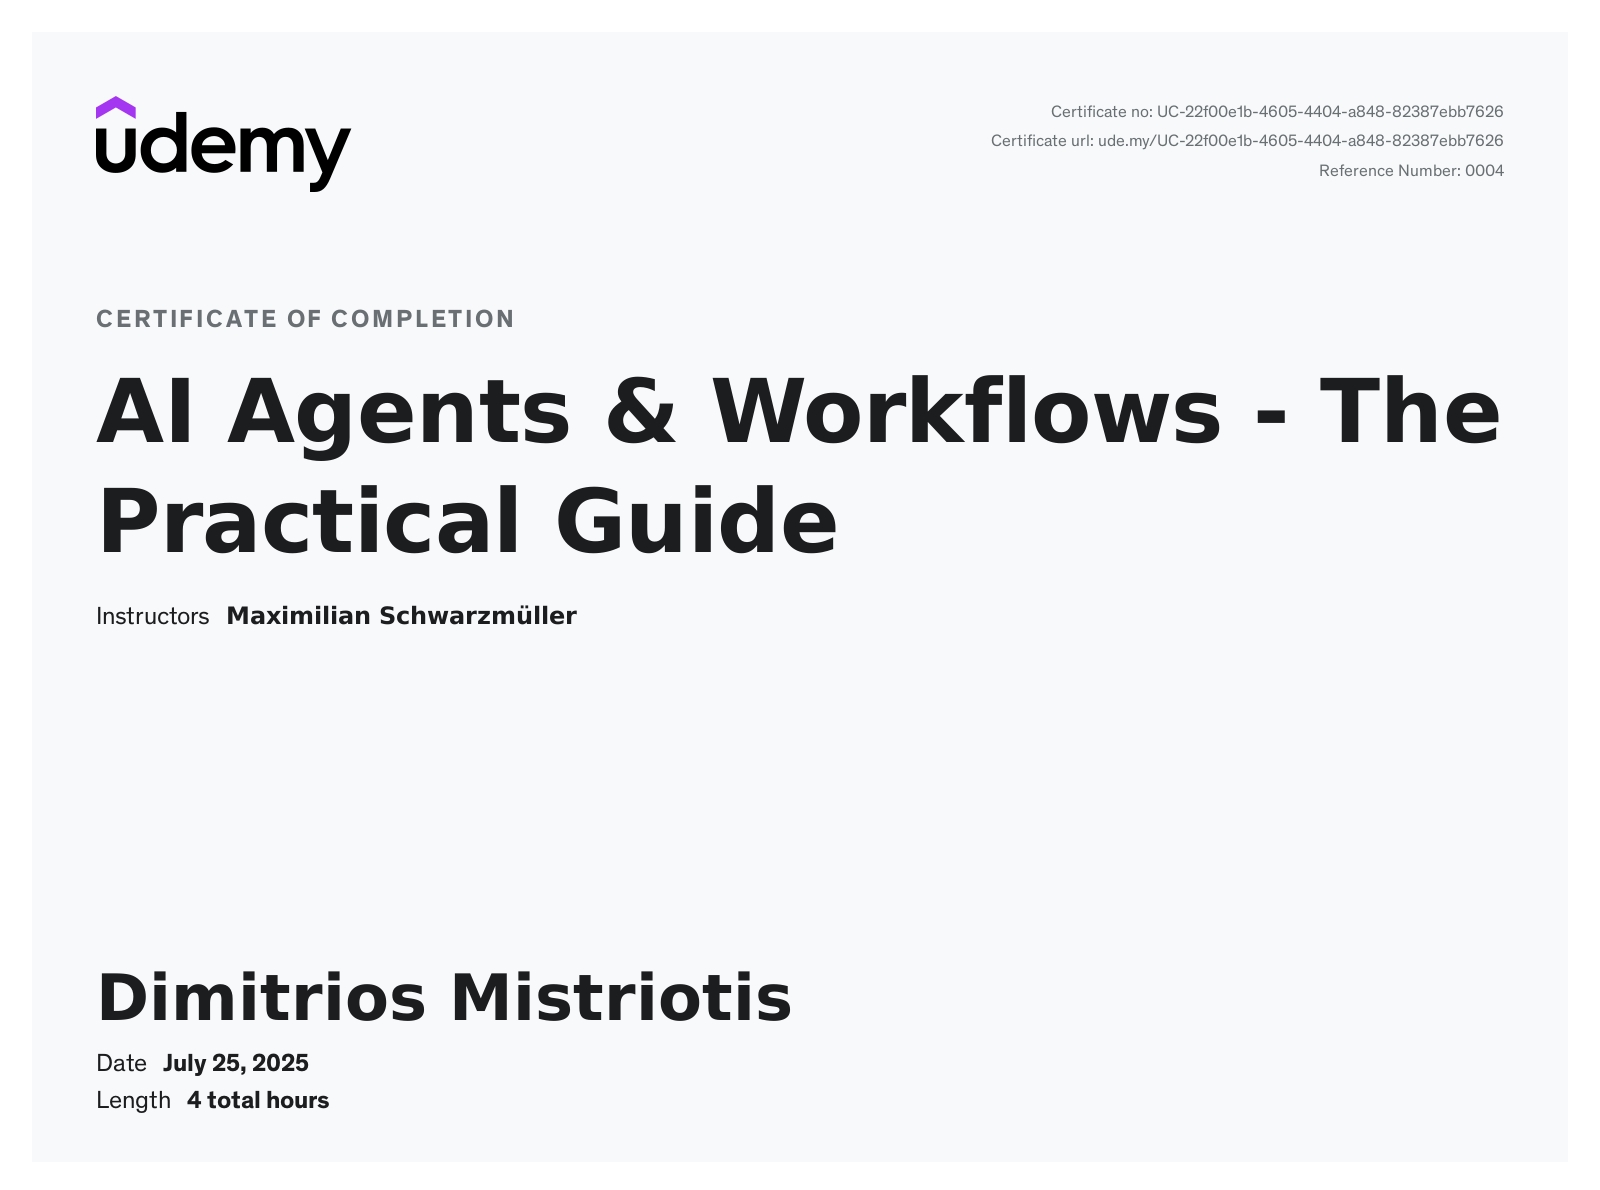 udemy
Certificate no: UC-22f00e1b-4605-4404-a848-82387ebb7626
Certificate url: ude.my/UC-22f00e1b-4605-4404-a848-82387ebb7626
Reference Number: 0004
CERTIFICATE OF COMPLETION
AI Agents & Workflows - The
Practical Guide
Instructors Maximilian Schwarzmüller
Dimitrios Mistriotis
Date July 25, 2025
Length 4 total hours